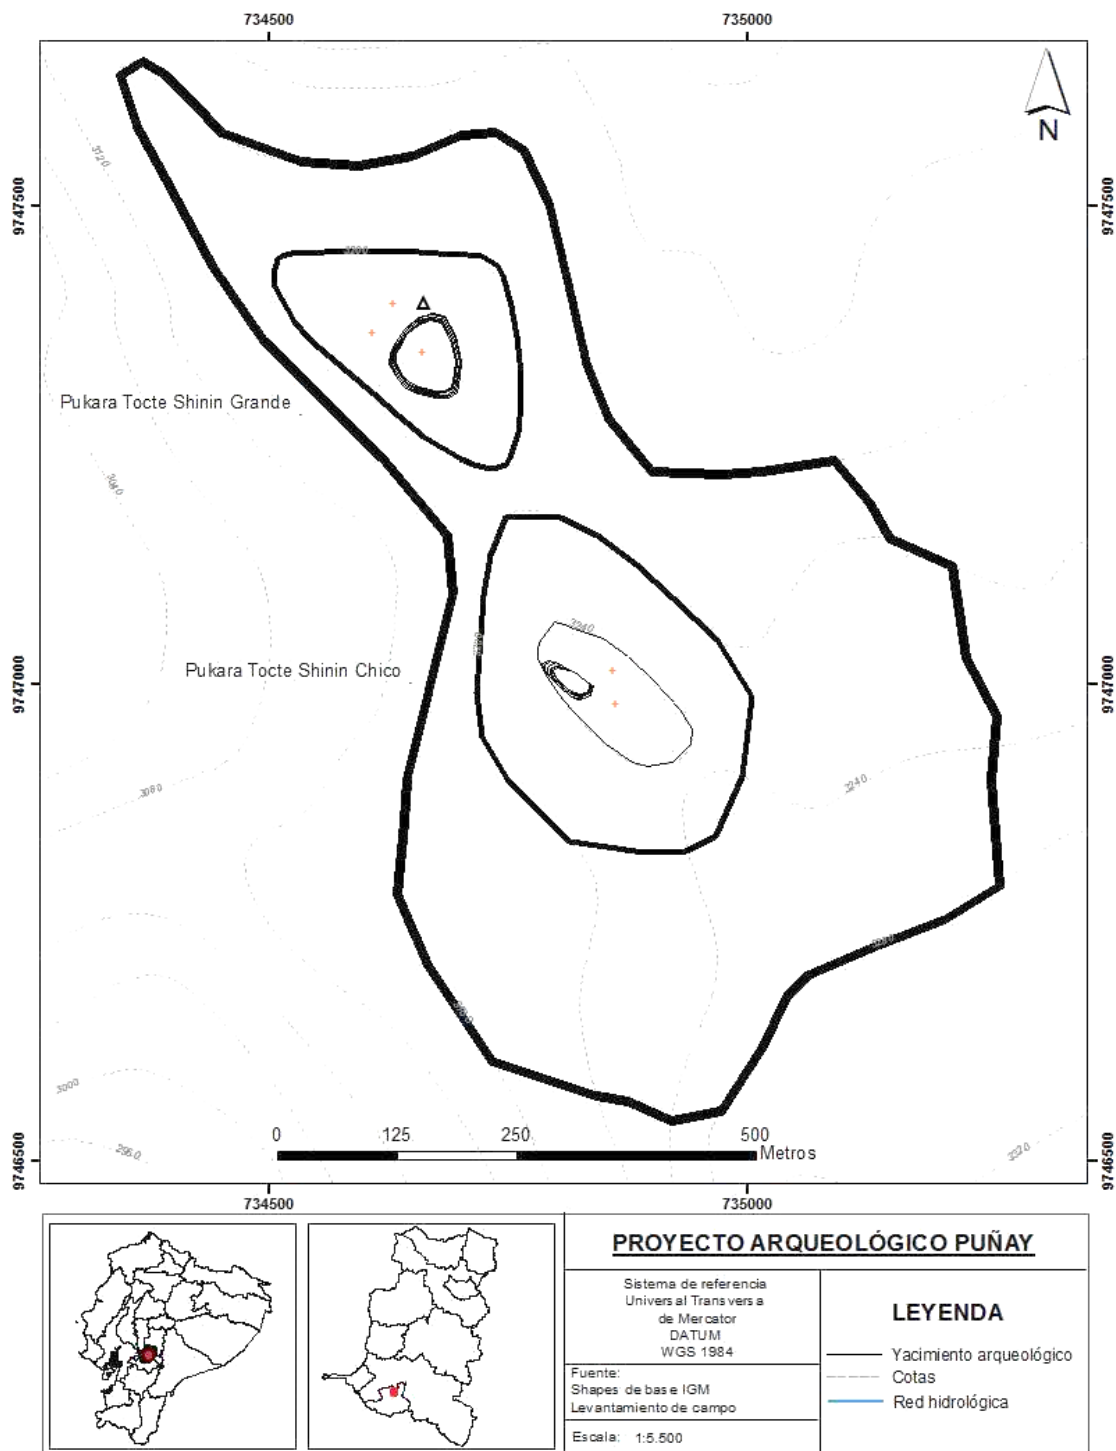 734500 735000
N
3120
9747500 9747500
3200
Pukara Tocte Shinin Grande
3040
3240
Pukara Tocte Shinin Chico
9747000 9747000
3240
3080
3000
2960
3320
0 125 250 500
Metros
9746500 9746500
734500 735000
PROYECTO ARQUEOLÓGICO PUÑAY
Sistema de referencia
Universal Transversa
de Mercator
DATUM
WGS 1984
LEYENDA
Yacimiento arqueológico
Cotas
Red hidrológica
Fuente:
Shapes de base IGM
Levantamiento de campo
Escala: 1:5.500